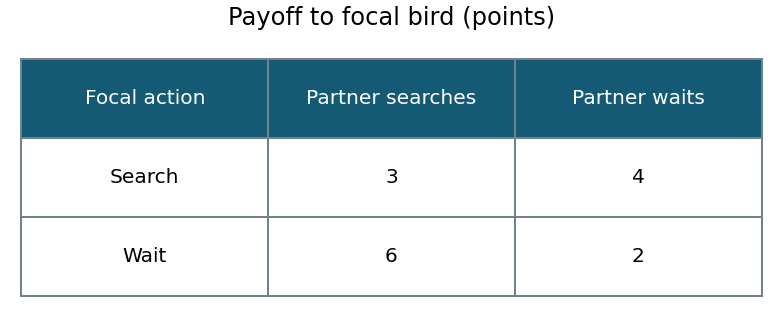 Payoff to focal bird (points)
Focal action Partner searches Partner waits
Search 3 4
Wait 6 2